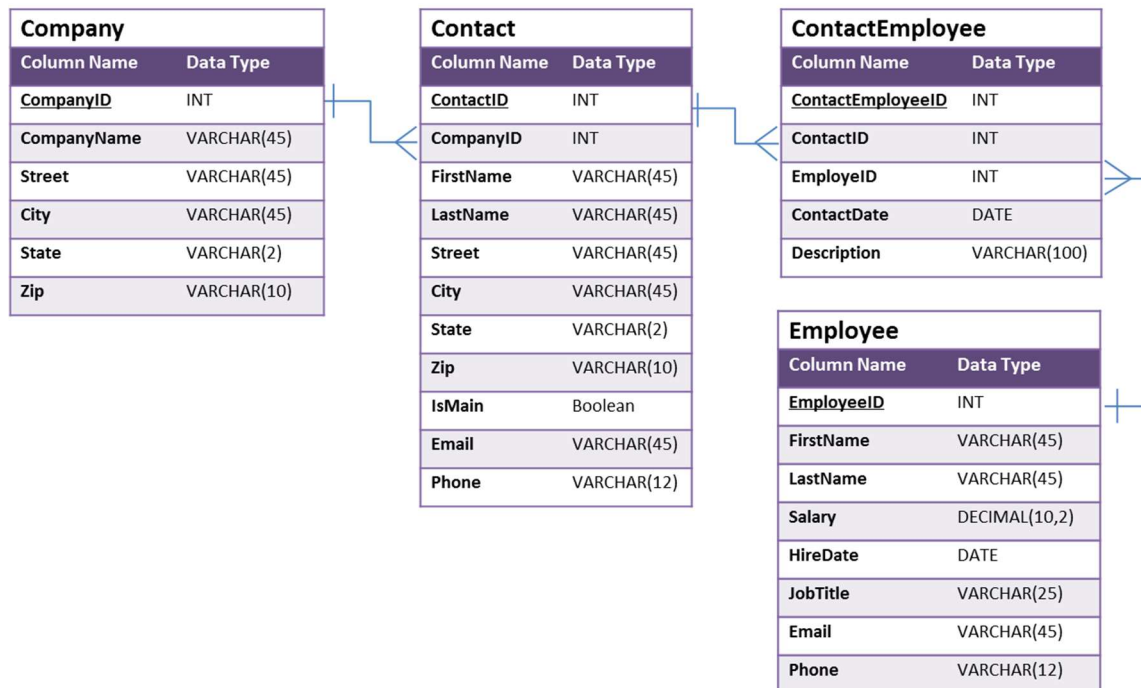 Company
Column Name Data Type
CompanyID INT
CompanyName VARCHAR(45)
Street VARCHAR(45)
City VARCHAR(45)
State VARCHAR(2)
Zip VARCHAR(10)
Contact
Column Name Data Type
ContactID INT
CompanyID INT
FirstName VARCHAR(45)
LastName VARCHAR(45)
Street VARCHAR(45)
City VARCHAR(45)
State VARCHAR(2)
Zip VARCHAR(10)
IsMain Boolean
Email VARCHAR(45)
Phone VARCHAR(12)
ContactEmployee
Column Name Data Type
ContactEmployeeID INT
ContactID INT
EmployeID INT
ContactDate DATE
Description VARCHAR(100)
Employee
Column Name Data Type
EmployeeID INT
FirstName VARCHAR(45)
LastName VARCHAR(45)
Salary DECIMAL(10,2)
HireDate DATE
JobTitle VARCHAR(25)
Email VARCHAR(45)
Phone VARCHAR(12)